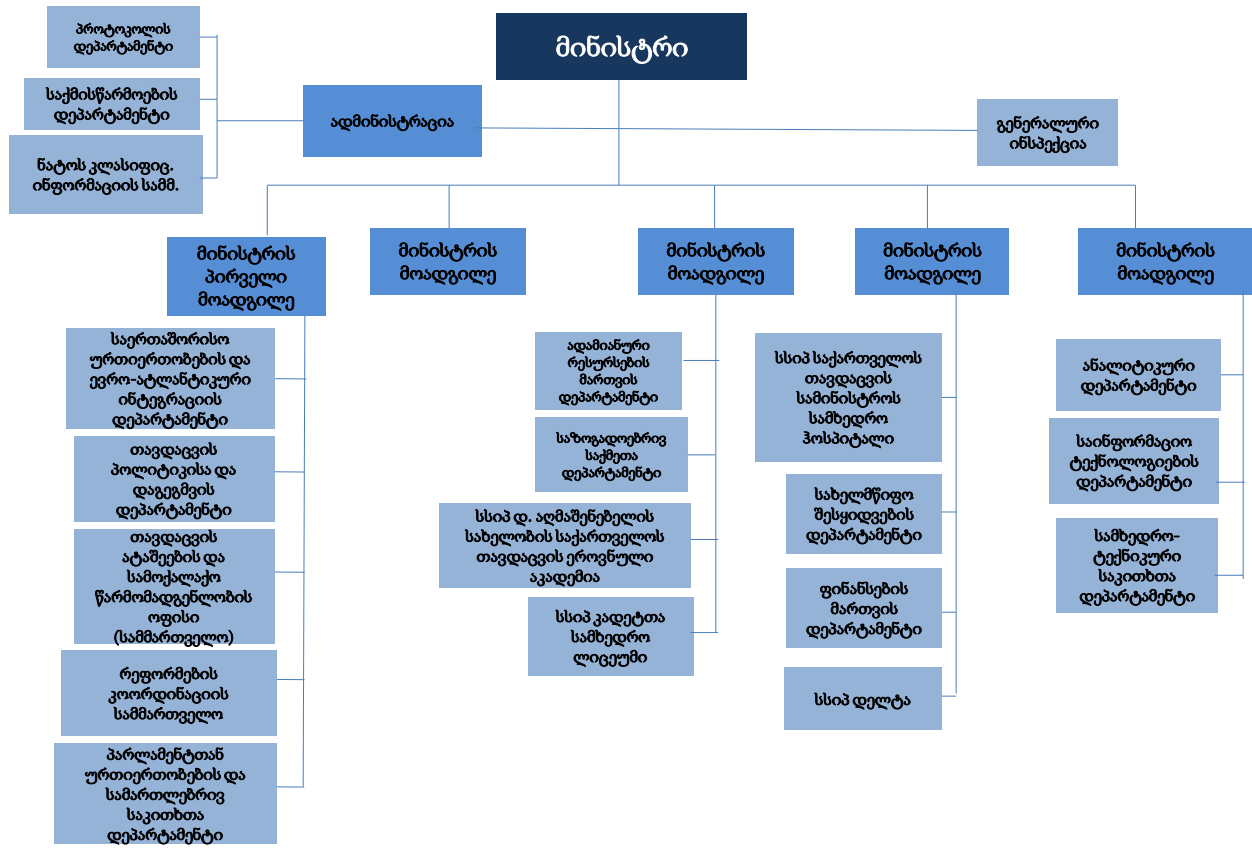 მინისტრი
პროტოკოლის
დეპარტამენტი
საქმისწარმოების
დეპარტამენტი
ნატოს კლასიფიც.
ინფორმაციის სამმ.
ადმინისტრაცია
გენერალური
ინსპექცია
მინისტრის
პირველი
მოადგილე
საერთაშორისო
ურთიერთობების და
ევრო-ატლანტიკური
ინტეგრაციის
დეპარტამენტი
თავდაცვის
პოლიტიკისა და
დაგეგმვის
დეპარტამენტი
თავდაცვის
ატაშეების და
სამოქალაქო
წარმომადგენლობის
ოფისი
(სამმართველო)
რეფორმების
კოორდინაციის
სამმართველო
პარლამენტთან
ურთიერთობების და
სამართლებრივ
საკითხთა
დეპარტამენტი
მინისტრის
მოადგილე
მინისტრის
მოადგილე
ადამიანური
რესურსების
მართვის
დეპარტამენტი
საზოგადოებრივ
საქმეთა
დეპარტამენტი
სსიპ დ. აღმაშენებელის
სახელობის საქართველოს
თავდაცვის ეროვნული
აკადემია
სსიპ კადეტთა
სამხედრო
ლიცეუმი
მინისტრის
მოადგილე
სსიპ საქართველოს
თავდაცვის
სამინისტროს
სამხედრო
ჰოსპიტალი
სახელმწიფო
შესყიდვების
დეპარტამენტი
ფინანსების
მართვის
დეპარტამენტი
სსიპ დელტა
მინისტრის
მოადგილე
ანალიტიკური
დეპარტამენტი
საინფორმაციო
ტექნოლოგიების
დეპარტამენტი
სამხედრო-
ტექნიკური
საკითხთა
დეპარტამენტი